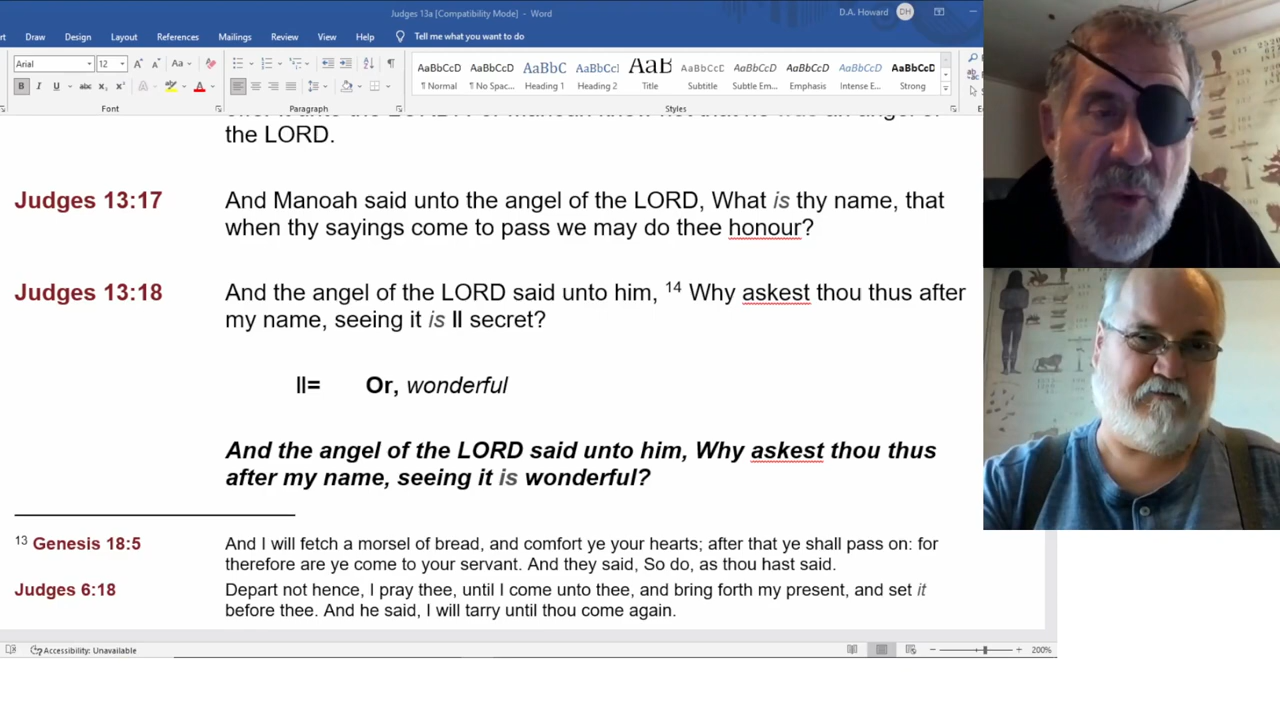 Judges 13a [Compatibility Mode] - Word
D.A. Howard DH
Draw Design Layout References Mailings Review View Help Tell me what you want to do
Arial 12 A A Aa
AaBbCcD AaBbCcD AaBbC AaBbCc AaB AaBbCcD AaBbCcD AaBbCcD AaBbCcD AaBbCcD
B I U abc x₂ x² A A
¶ Normal ¶ No Spac... Heading 1 Heading 2 Title Subtitle Subtle Em... Emphasis Intense E... Strong
Font Paragraph Styles
the LORD.
Judges 13:17 And Manoah said unto the angel of the LORD, What is thy name, that
when thy sayings come to pass we may do thee honour?
Judges 13:18 And the angel of the LORD said unto him, 14 Why askest thou thus after
my name, seeing it is II secret?
II= Or, wonderful
And the angel of the LORD said unto him, Why askest thou thus
after my name, seeing it is wonderful?
13 Genesis 18:5 And I will fetch a morsel of bread, and comfort ye your hearts; after that ye shall pass on: for
therefore are ye come to your servant. And they said, So do, as thou hast said.
Judges 6:18 Depart not hence, I pray thee, until I come unto thee, and bring forth my present, and set it
before thee. And he said, I will tarry until thou come again.
Accessibility: Unavailable
200%